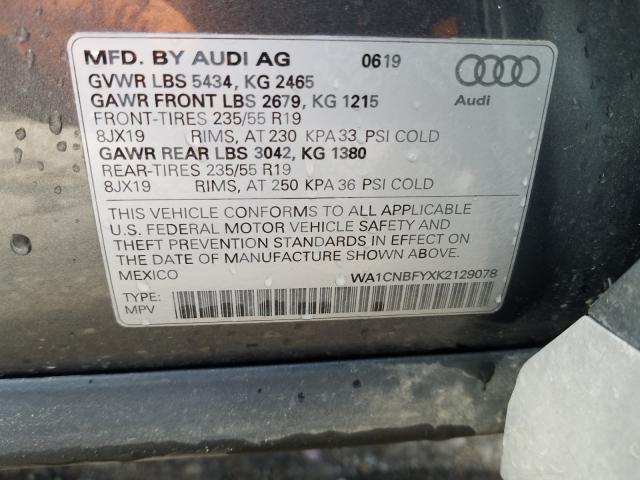 MFD. BY AUDI AG 0619
GVWR LBS 5434, KG 2465
GAWR FRONT LBS 2679, KG 1215
FRONT-TIRES 235/55 R19
8JX19 RIMS, AT 230 KPA 33 PSI COLD
GAWR REAR LBS 3042, KG 1380
REAR-TIRES 235/55 R19
8JX19 RIMS, AT 250 KPA 36 PSI COLD
Audi
THIS VEHICLE CONFORMS TO ALL APPLICABLE
U.S. FEDERAL MOTOR VEHICLE SAFETY AND
THEFT PREVENTION STANDARDS IN EFFECT ON
THE DATE OF MANUFACTURE SHOWN ABOVE.
MEXICO WA1CNBFYXK2129078
TYPE:
MPV